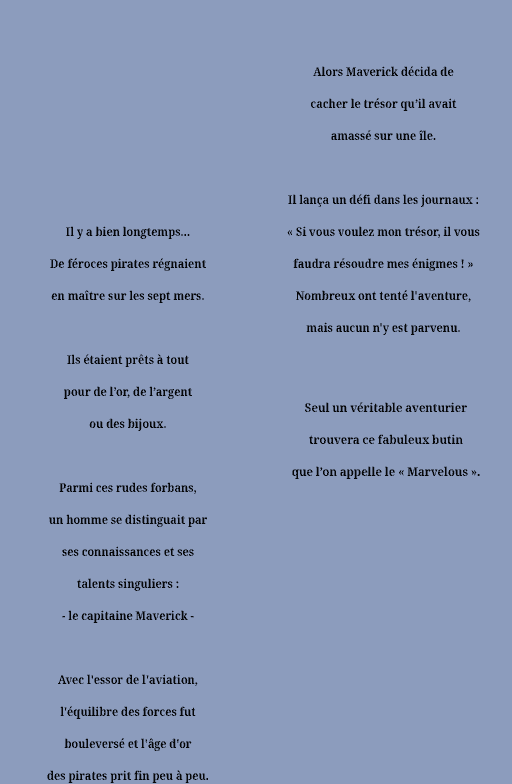 Il y a bien longtemps...
De féroces pirates régnaient
en maître sur les sept mers.
Ils étaient prêts à tout
pour de l'or, de l'argent
ou des bijoux.
Parmi ces rudes forbans,
un homme se distinguait par
ses connaissances et ses
talents singuliers :
- le capitaine Maverick -
Avec l'essor de l'aviation,
l'équilibre des forces fut
bouleversé et l'âge d'or
des pirates prit fin peu à peu.
Alors Maverick décida de
cacher le trésor qu'il avait
amassé sur une île.
Il lança un défi dans les journaux :
« Si vous voulez mon trésor, il vous
faudra résoudre mes énigmes ! »
Nombreux ont tenté l'aventure,
mais aucun n'y est parvenu.
Seul un véritable aventurier
trouvera ce fabuleux butin
que l'on appelle le « Marvelous ».